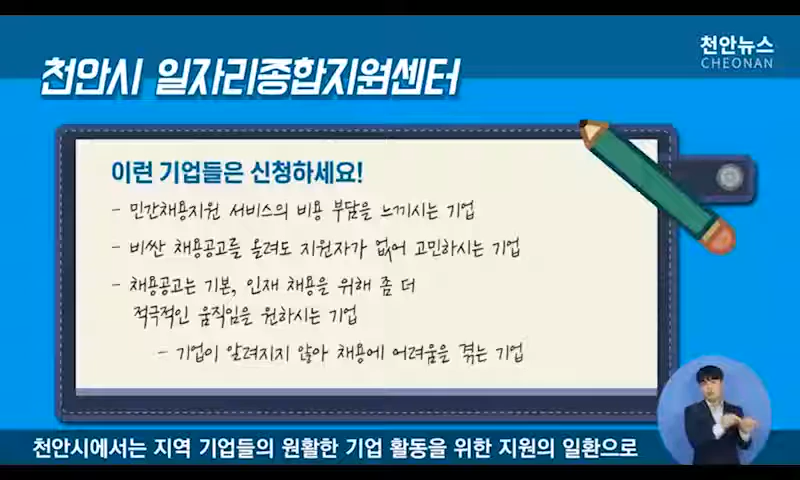 천안뉴스
CHEONAN
천안시 일자리종합지원센터
이런 기업들은 신청하세요!
- 민간채용지원 서비스의 비용 부담을 느끼시는 기업
- 비싼 채용공고를 올려도 지원자가 없어 고민하시는 기업
- 채용공고는 기본, 인재 채용을 위해 좀 더
적극적인 움직임을 원하시는 기업
- 기업이 알려지지 않아 채용에 어려움을 겪는 기업
천안시에서는 지역 기업들의 원활한 기업 활동을 위한 지원의 일환으로